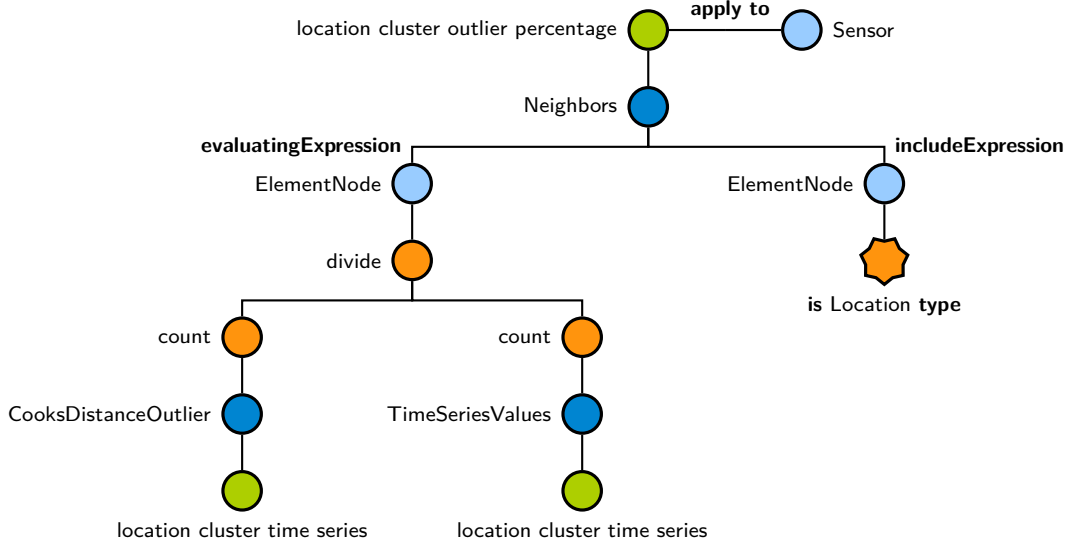 apply to
location cluster outlier percentage
Sensor
Neighbors
evaluatingExpression
includeExpression
ElementNode
ElementNode
divide
is Location type
count
count
CooksDistanceOutlier
TimeSeriesValues
location cluster time series
location cluster time series